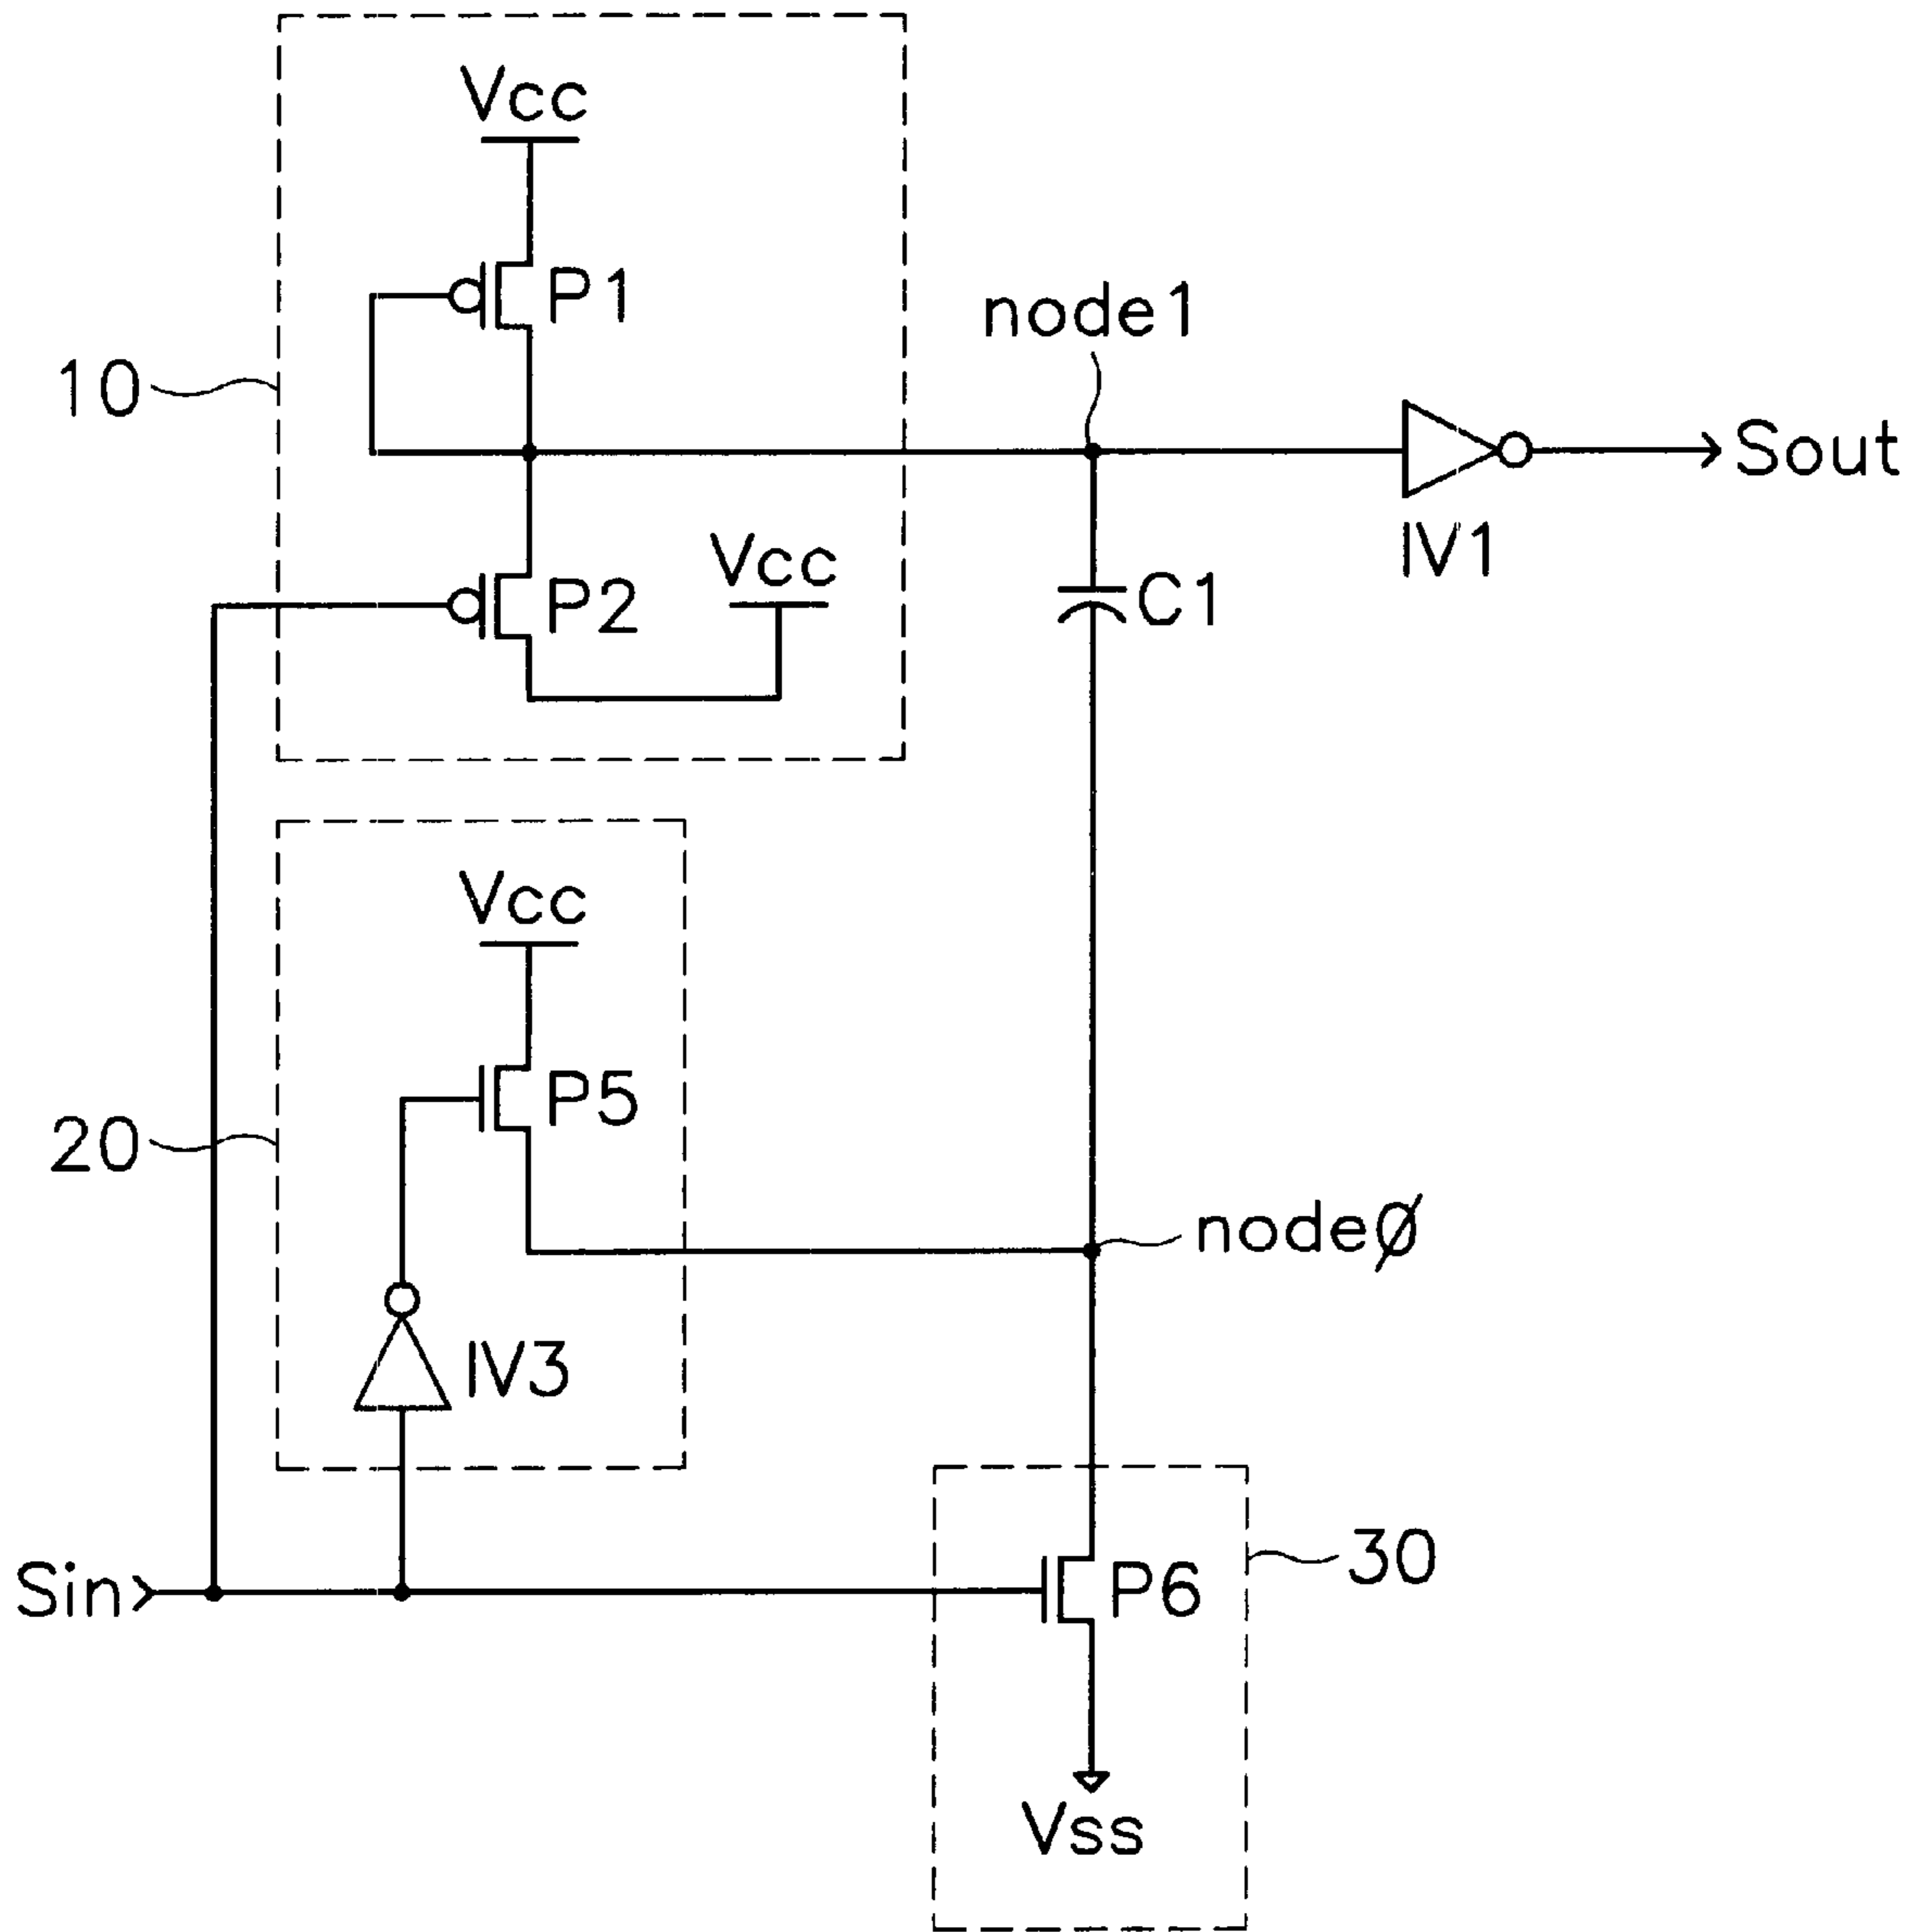 Vcc
P1
node1
10
Sout
IV1
Vcc
P2
C1
Vcc
P5
20
nodeø
IV3
30
Sin
P6
Vss